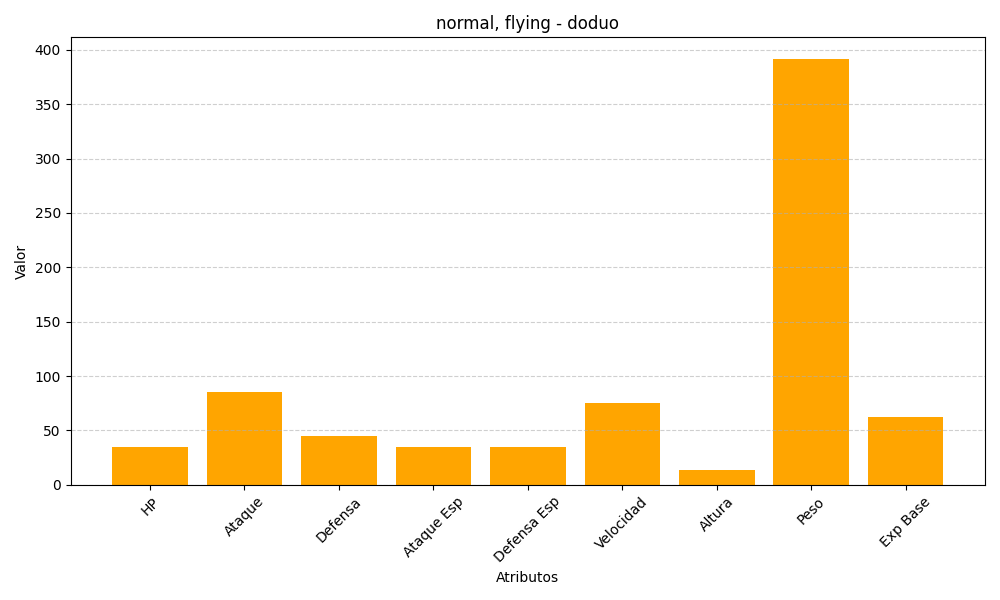 normal, flying - doduo
Valor
400
350
300
250
200
150
100
50
0
HP
Ataque
Defensa
Ataque Esp
Defensa Esp
Velocidad
Altura
Peso
Exp Base
Atributos